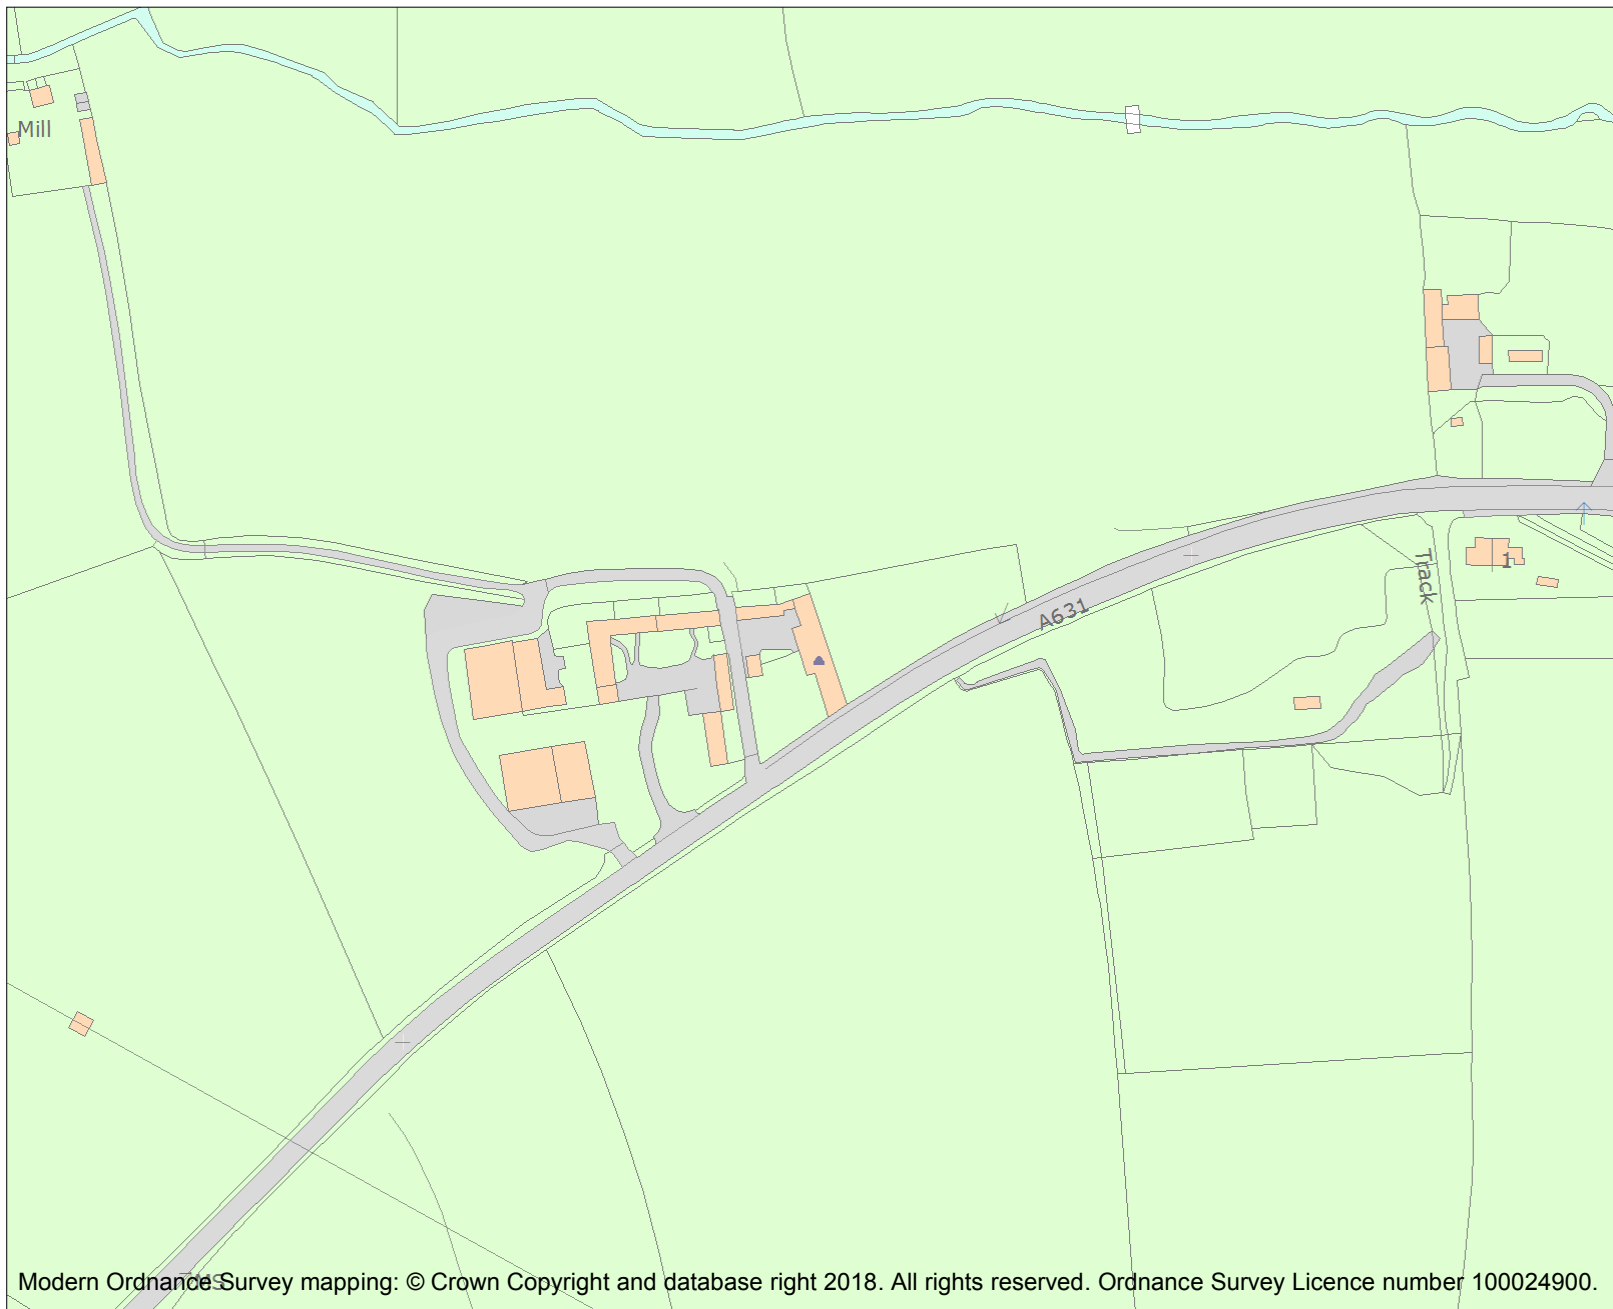 Mill
A631
Track
1
MS
Modern Ordnance Survey mapping: © Crown Copyright and database right 2018. All rights reserved. Ordnance Survey Licence number 100024900.